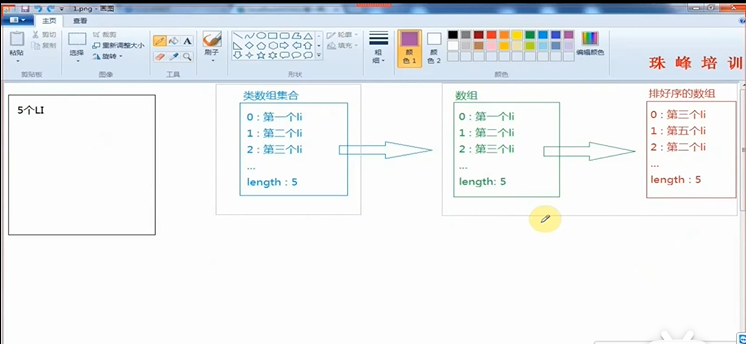 1.png - 画图
主页 查看
粘贴
剪切
复制
剪贴板
选择
裁剪
重新调整大小
旋转
图像
A
工具
刷子
轮廓
填充
形状
粗细
颜色 1
颜色 2
颜色
编辑颜色
珠峰培训
5个LI
类数组集合
0：第一个li
1：第二个li
2：第三个li
...
length：5
数组
0：第一个li
1：第二个li
2：第三个li
...
length: 5
排好序的数组
0：第三个li
1：第五个li
2：第二个li
...
length：5